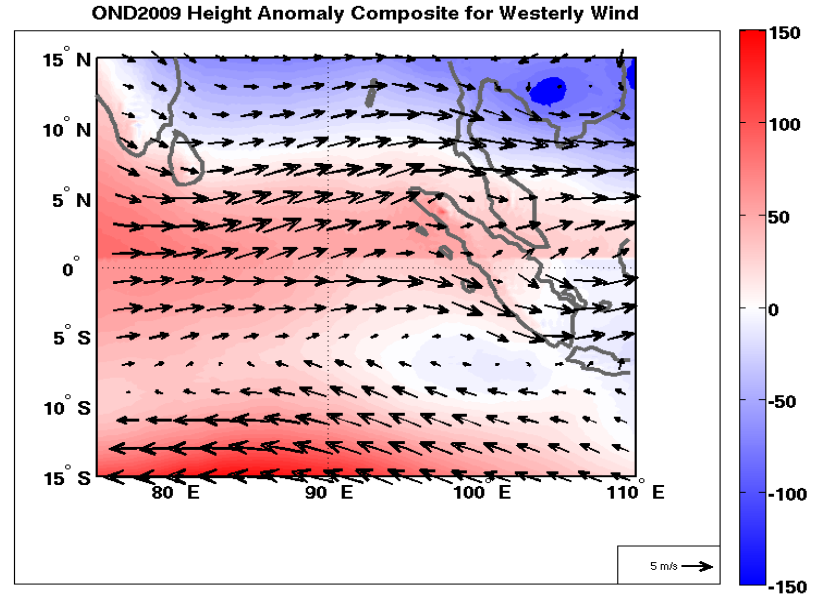 OND2009 Height Anomaly Composite for Westerly Wind
15° N
10° N
5° N
0°
5° S
10° S
15° S
80° E
90° E
100° E
110° E
150
100
50
0
-50
-100
-150
5 m/s